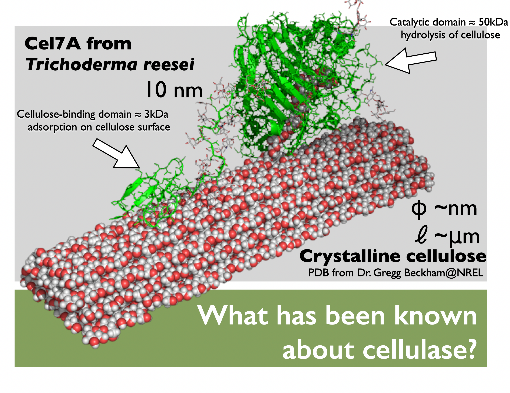 Catalytic domain ≈ 50kDa
hydrolysis of cellulose
Cel7A from
Trichoderma reesei
10 nm
Cellulose-binding domain ≈ 3kDa
adsorption on cellulose surface
ϕ ~nm
ℓ ~μm
Crystalline cellulose
PDB from Dr. Gregg Beckham@NREL
What has been known
about cellulase?